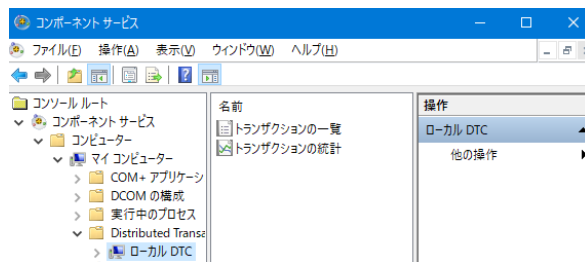 コンポーネント サービス
ファイル(F) 操作(A) 表示(V) ウィンドウ(W) ヘルプ(H)
コンソール ルート
コンポーネント サービス
コンピューター
マイ コンピューター
COM+ アプリケーシ
DCOM の構成
実行中のプロセス
Distributed Transa
ローカル DTC
名前
トランザクションの一覧
トランザクションの統計
操作
ローカル DTC
他の操作